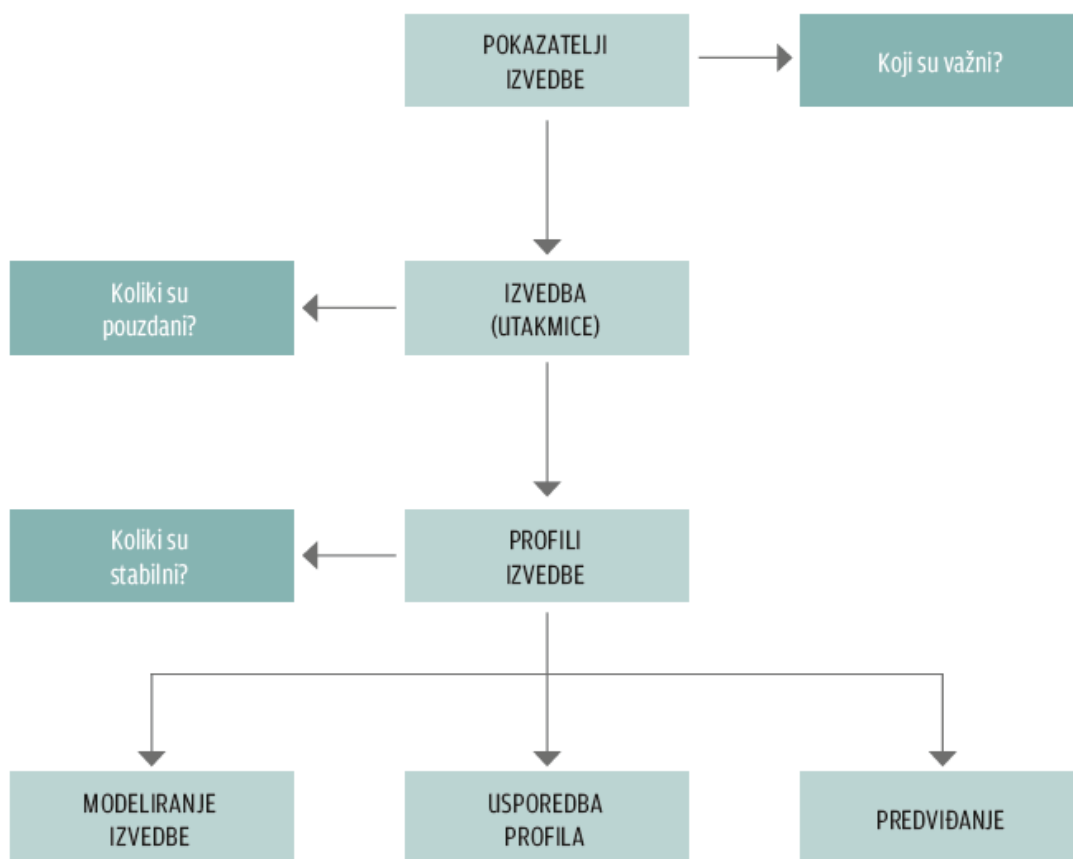 POKAZATELJI
IZVEDBE
Koji su važni?
Koliki su
pouzdani?
IZVEDBA
(UTAKMICE)
Koliki su
stabilni?
PROFILI
IZVEDBE
MODELIRANJE
IZVEDBE
USPOREDBA
PROFILA
PREDVIĐANJE